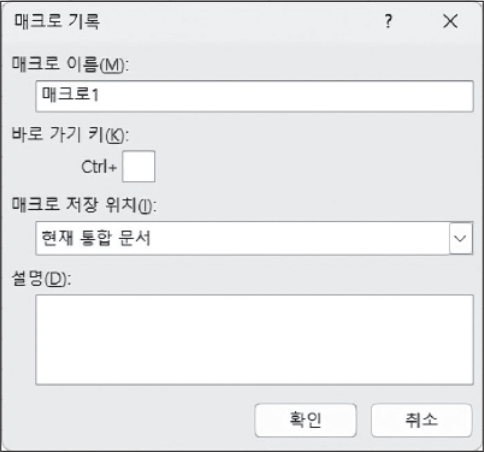 매크로 기록 ? ×
매크로 이름(M):
매크로1
바로 가기 키(K):
Ctrl+
매크로 저장 위치(I):
현재 통합 문서
설명(D):
확인 취소